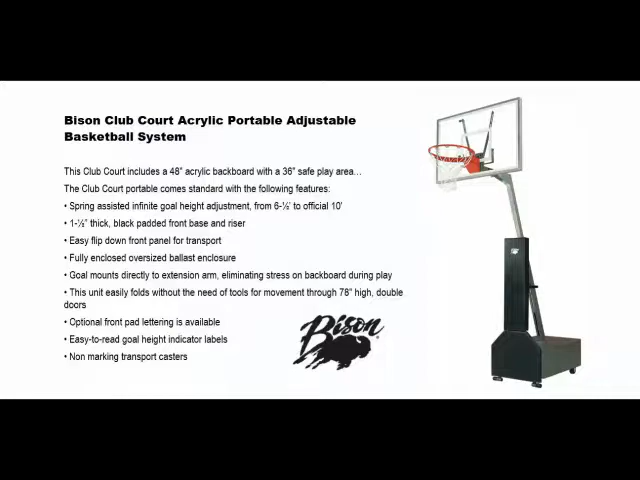 Bison Club Court Acrylic Portable Adjustable
Basketball System
This Club Court includes a 48" acrylic backboard with a 36" safe play area…
The Club Court portable comes standard with the following features:
• Spring assisted infinite goal height adjustment, from 6-½' to official 10'
• 1-½" thick, black padded front base and riser
• Easy flip down front panel for transport
• Fully enclosed oversized ballast enclosure
• Goal mounts directly to extension arm, eliminating stress on backboard during play
• This unit easily folds without the need of tools for movement through 78" high, double
doors
• Optional front pad lettering is available
• Easy-to-read goal height indicator labels
• Non marking transport casters
Bison®